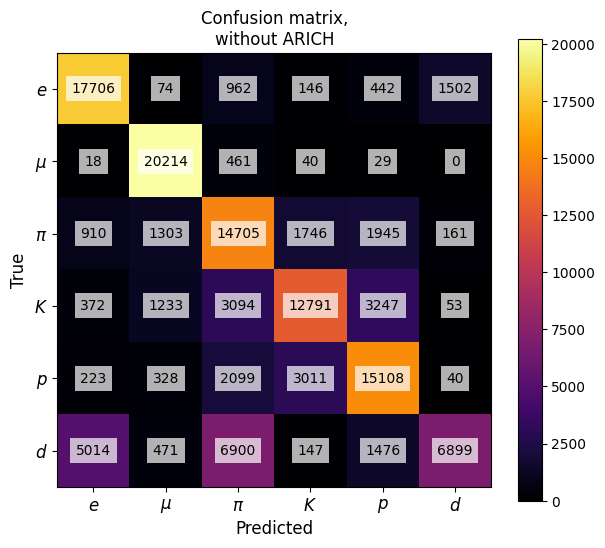 Confusion matrix,
without ARICH
True
e 17706 74 962 146 442 1502
μ 18 20214 461 40 29 0
π 910 1303 14705 1746 1945 161
K 372 1233 3094 12791 3247 53
p 223 328 2099 3011 15108 40
d 5014 471 6900 147 1476 6899
e μ π K p d
Predicted
20000
17500
15000
12500
10000
7500
5000
2500
0